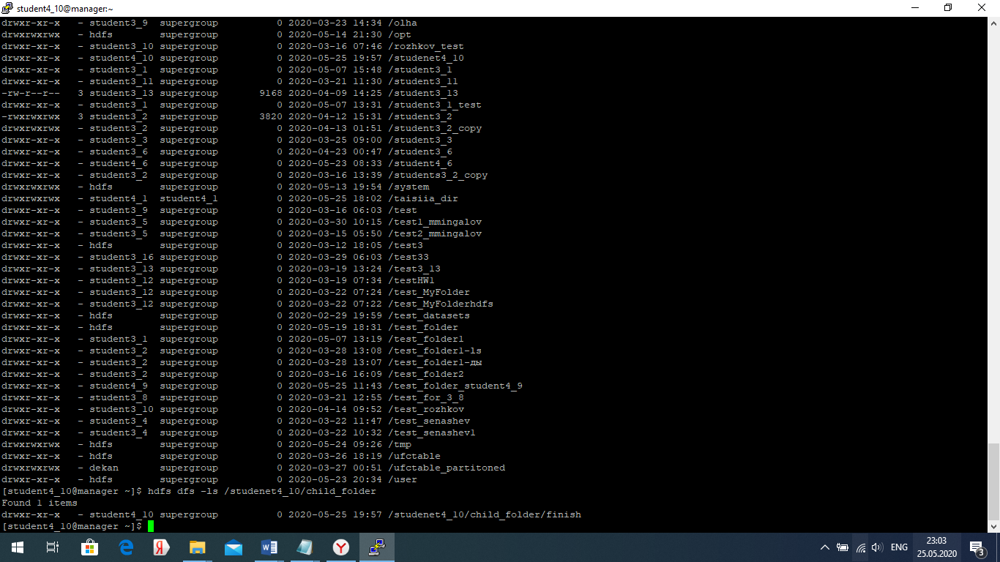 student4_10@manager:~
drwxr-xr-x   - student3_9  supergroup          0 2020-03-23 14:34 /olha
drwxrwxrwx   - hdfs        supergroup          0 2020-05-14 21:30 /opt
drwxr-xr-x   - student3_10 supergroup          0 2020-03-16 07:46 /rozhkov_test
drwxr-xr-x   - student4_10 supergroup          0 2020-05-25 19:57 /studenet4_10
drwxr-xr-x   - student3_1  supergroup          0 2020-05-07 15:48 /student3_1
drwxr-xr-x   - student3_11 supergroup          0 2020-03-21 11:30 /student3_11
-rw-r--r--   3 student3_13 supergroup       9168 2020-04-09 14:25 /student3_13
drwxr-xr-x   - student3_1  supergroup          0 2020-05-07 13:31 /student3_1_test
-rwxrwxrwx   3 student3_2  supergroup       3820 2020-04-12 15:31 /student3_2
drwxrwxrwx   - student3_2  supergroup          0 2020-04-13 01:51 /student3_2_copy
drwxr-xr-x   - student3_3  supergroup          0 2020-03-25 09:00 /student3_3
drwxr-xr-x   - student3_6  supergroup          0 2020-04-23 00:47 /student3_6
drwxr-xr-x   - student4_6  supergroup          0 2020-05-23 08:33 /student4_6
drwxr-xr-x   - student3_2  supergroup          0 2020-03-16 13:39 /students3_2_copy
drwxrwxrwx   - hdfs        supergroup          0 2020-05-13 19:54 /system
drwxrwxrwx   - student4_1  student4_1          0 2020-05-25 18:02 /taisiia_dir
drwxr-xr-x   - student3_9  supergroup          0 2020-03-16 06:03 /test
drwxr-xr-x   - student3_5  supergroup          0 2020-03-30 10:15 /test1_mmingalov
drwxr-xr-x   - student3_5  supergroup          0 2020-03-15 05:50 /test2_mmingalov
drwxr-xr-x   - hdfs        supergroup          0 2020-03-12 18:05 /test3
drwxr-xr-x   - student3_16 supergroup          0 2020-03-29 06:03 /test33
drwxr-xr-x   - student3_13 supergroup          0 2020-03-19 13:24 /test3_13
drwxr-xr-x   - student3_12 supergroup          0 2020-03-19 07:34 /testHW1
drwxr-xr-x   - student3_12 supergroup          0 2020-03-22 07:24 /test_MyFolder
drwxr-xr-x   - student3_12 supergroup          0 2020-03-22 07:22 /test_MyFolderhdfs
drwxr-xr-x   - hdfs        supergroup          0 2020-02-29 19:59 /test_datasets
drwxr-xr-x   - hdfs        supergroup          0 2020-05-19 18:31 /test_folder
drwxr-xr-x   - student3_1  supergroup          0 2020-05-07 13:19 /test_folder1
drwxr-xr-x   - student3_2  supergroup          0 2020-03-28 13:08 /test_folder1-ls
drwxr-xr-x   - student3_2  supergroup          0 2020-03-28 13:07 /test_folder1-ды
drwxr-xr-x   - student3_2  supergroup          0 2020-03-16 16:09 /test_folder2
drwxr-xr-x   - student4_9  supergroup          0 2020-05-25 11:43 /test_folder_student4_9
drwxr-xr-x   - student3_8  supergroup          0 2020-03-21 12:55 /test_for_3_8
drwxr-xr-x   - student3_10 supergroup          0 2020-04-14 09:52 /test_rozhkov
drwxr-xr-x   - student3_4  supergroup          0 2020-03-22 11:47 /test_senashev
drwxr-xr-x   - student3_4  supergroup          0 2020-03-22 10:32 /test_senashev1
drwxrwxrwx   - hdfs        supergroup          0 2020-05-24 09:26 /tmp
drwxr-xr-x   - hdfs        supergroup          0 2020-03-26 18:19 /ufctable
drwxrwxrwx   - dekan       supergroup          0 2020-03-27 00:51 /ufctable_partitoned
drwxr-xr-x   - hdfs        supergroup          0 2020-05-23 20:34 /user
[student4_10@manager ~]$ hdfs dfs -ls /studenet4_10/child_folder
Found 1 items
drwxr-xr-x   - student4_10 supergroup          0 2020-05-25 19:57 /studenet4_10/child_folder/finish
[student4_10@manager ~]$
ENG
23:03
25.05.2020
3